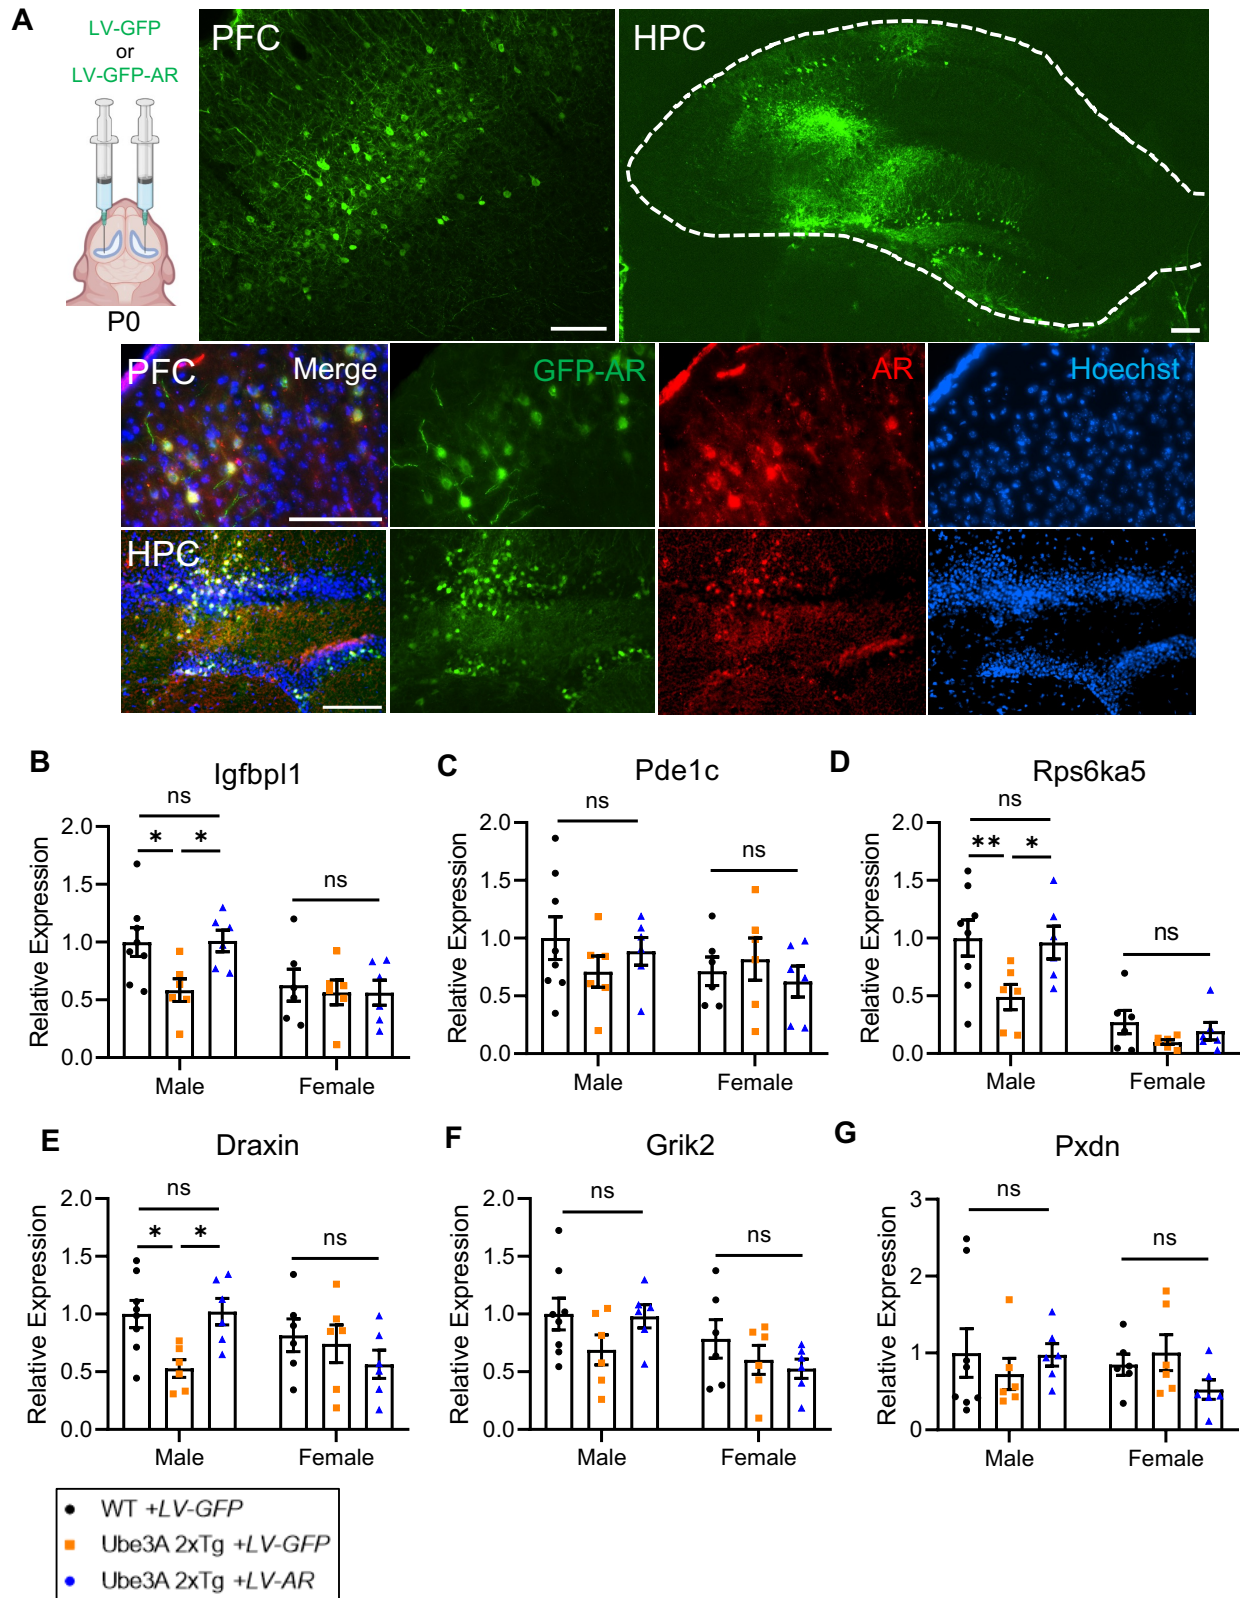 A
LV-GFP
or
LV-GFP-AR
P0
PFC
HPC
PFC
Merge
GFP-AR
AR
Hoechst
HPC
B
Igfbpl1
Relative Expression
2.0
1.5
1.0
0.5
0.0
ns
*
*
ns
Male
Female
C
Pde1c
Relative Expression
2.0
1.5
1.0
0.5
0.0
ns
ns
Male
Female
D
Rps6ka5
Relative Expression
2.0
1.5
1.0
0.5
0.0
ns
**
*
ns
Male
Female
E
Draxin
Relative Expression
2.0
1.5
1.0
0.5
0.0
ns
*
*
ns
Male
Female
F
Grik2
Relative Expression
2.0
1.5
1.0
0.5
0.0
ns
ns
Male
Female
G
Pxdn
Relative Expression
3
2
1
0
ns
ns
Male
Female
WT +LV-GFP
Ube3A 2xTg +LV-GFP
Ube3A 2xTg +LV-AR